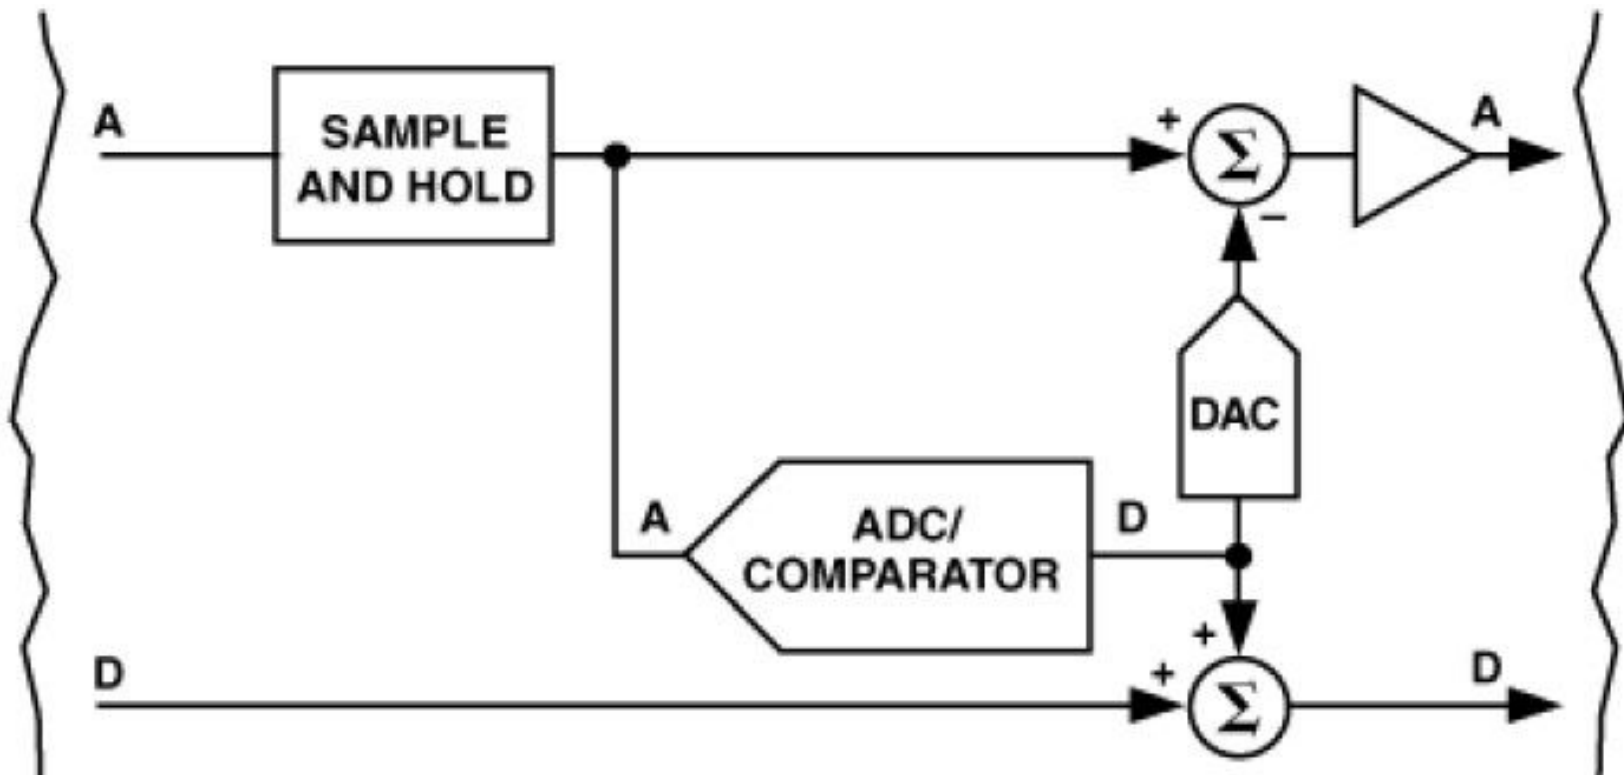 A
SAMPLE
AND HOLD
+
Σ
−
A
DAC
A
ADC/
COMPARATOR
D
D
+
+
Σ
D